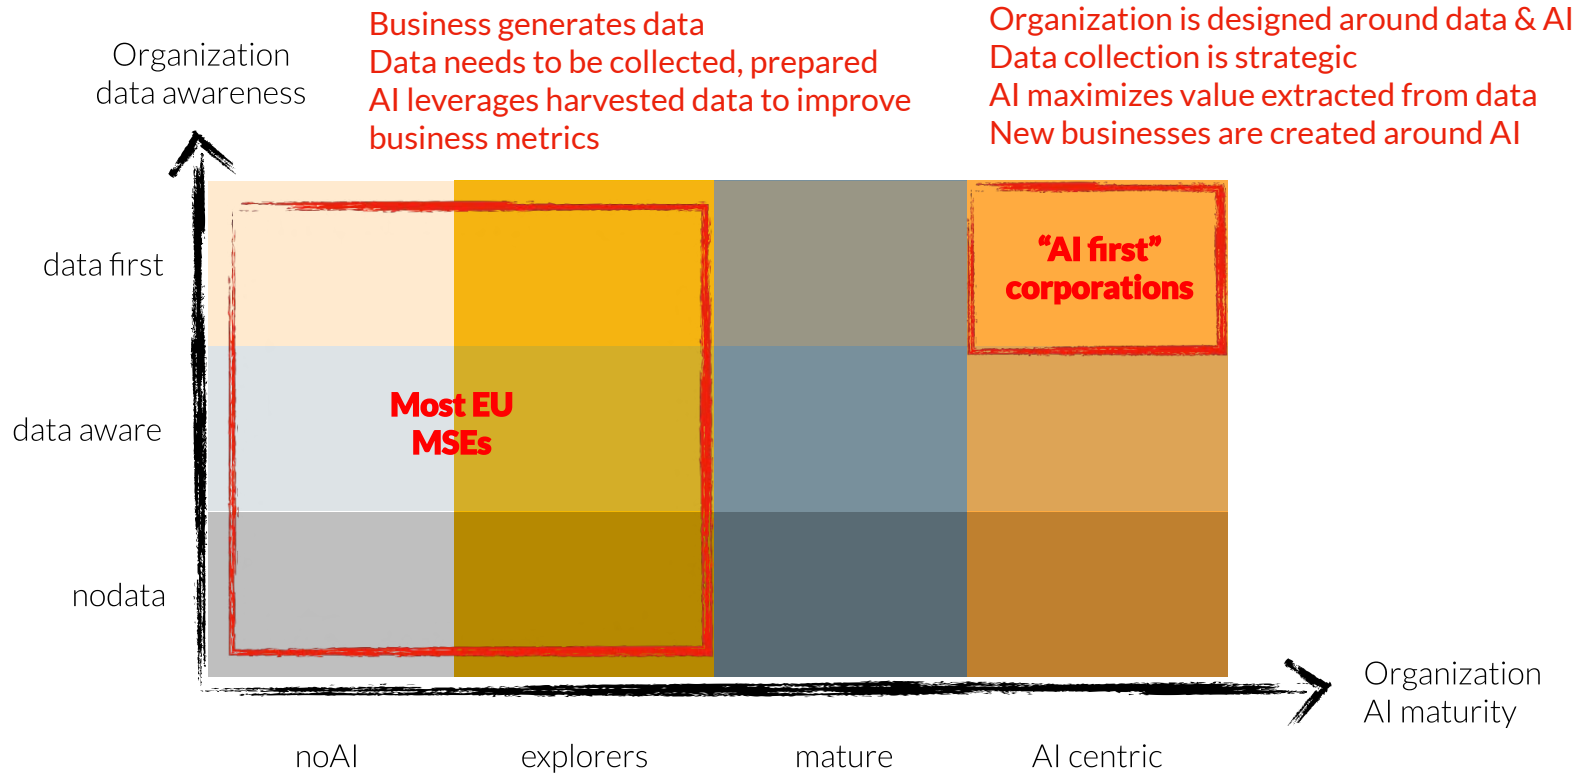 Organization
data awareness
Business generates data
Data needs to be collected, prepared
AI leverages harvested data to improve
business metrics
Organization is designed around data & AI
Data collection is strategic
AI maximizes value extracted from data
New businesses are created around AI
data first
data aware
nodata
“AI first”
corporations
Most EU
MSEs
noAI
explorers
mature
AI centric
Organization
AI maturity